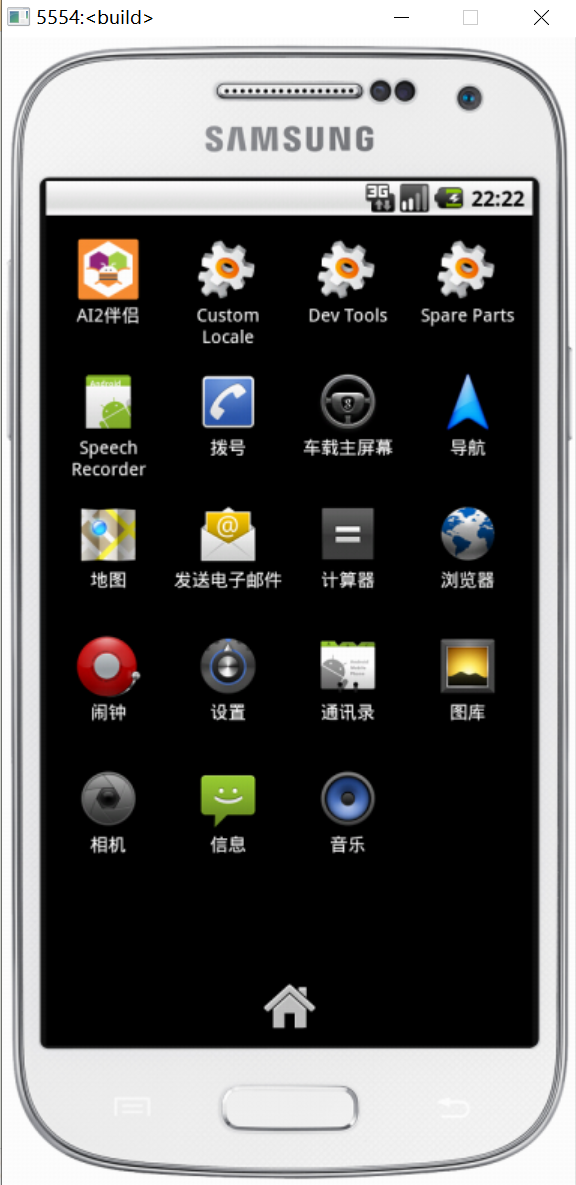 5554:<build>
SAMSUNG
3G 22:22
AI2伴侣
Custom Locale
Dev Tools
Spare Parts
Speech Recorder
拨号
车载主屏幕
导航
地图
发送电子邮件
计算器
浏览器
闹钟
设置
通讯录
图库
相机
信息
音乐